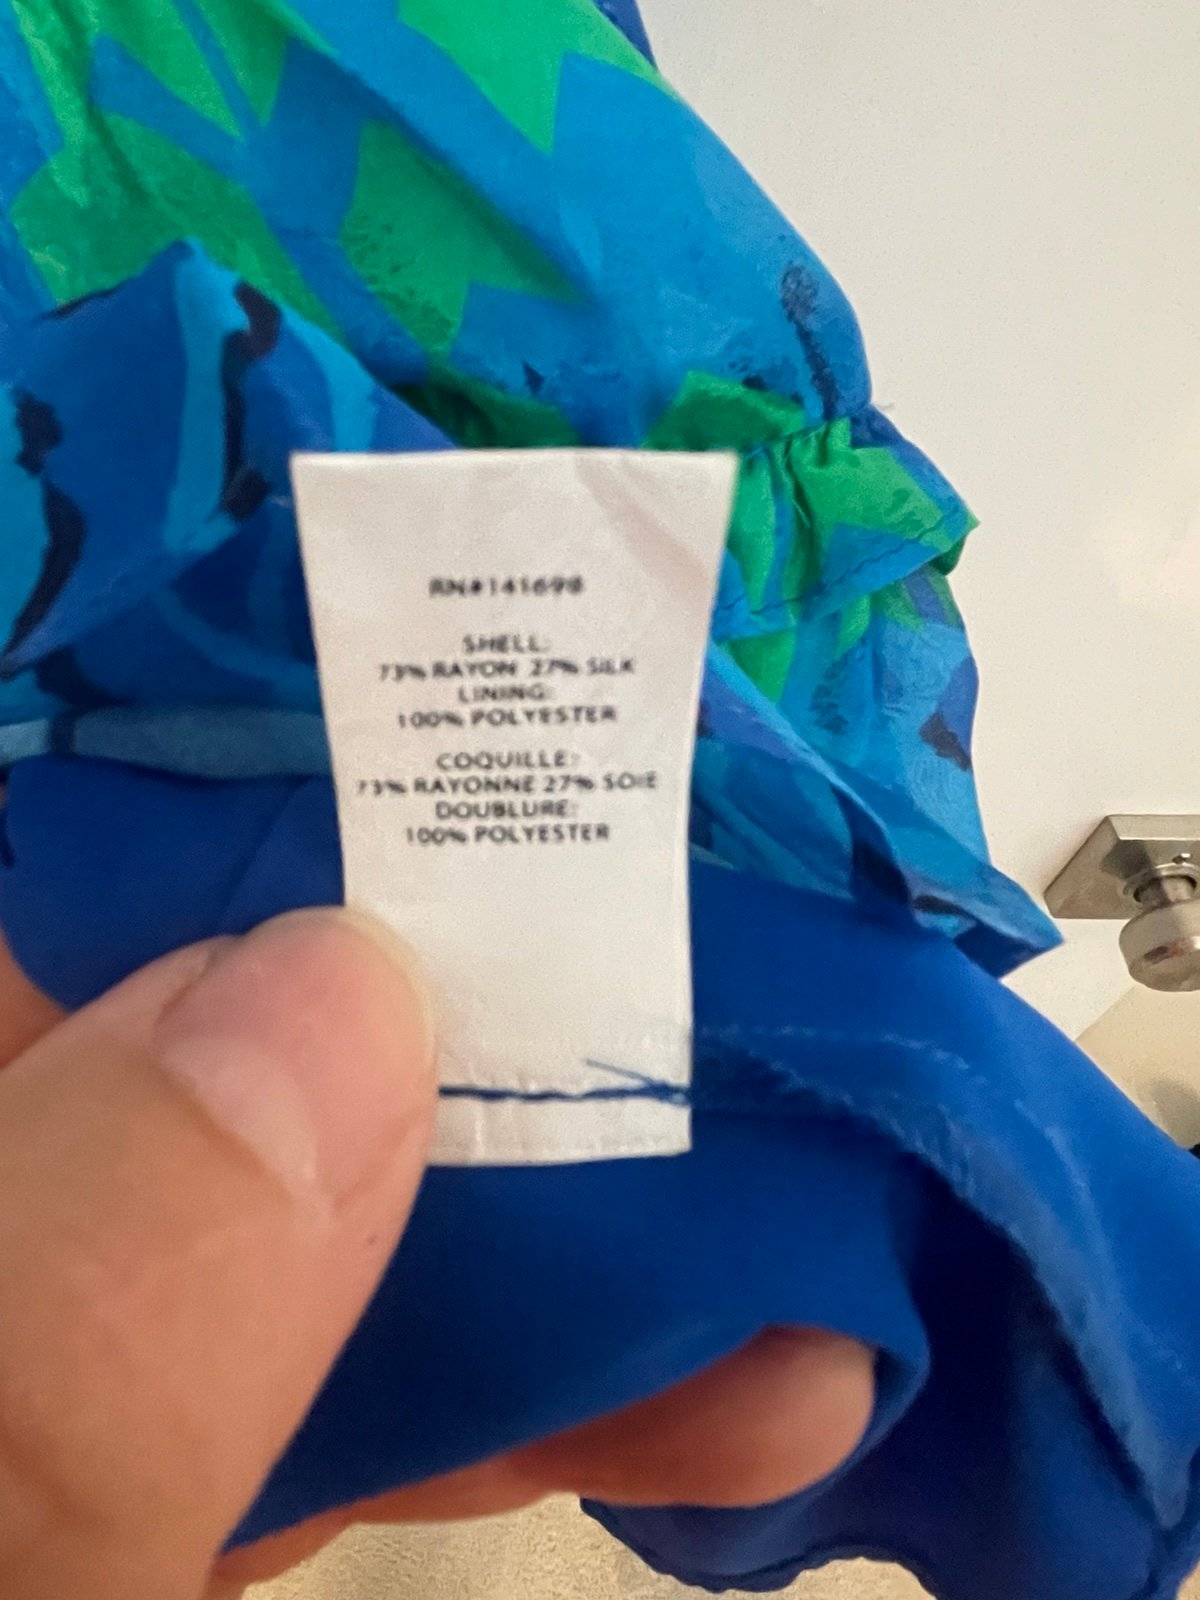 RN#141698
SHELL:
73% RAYON 27% SILK
LINING:
100% POLYESTER
COQUILLE:
73% RAYONNE 27% SOIE
DOUBLURE:
100% POLYESTER